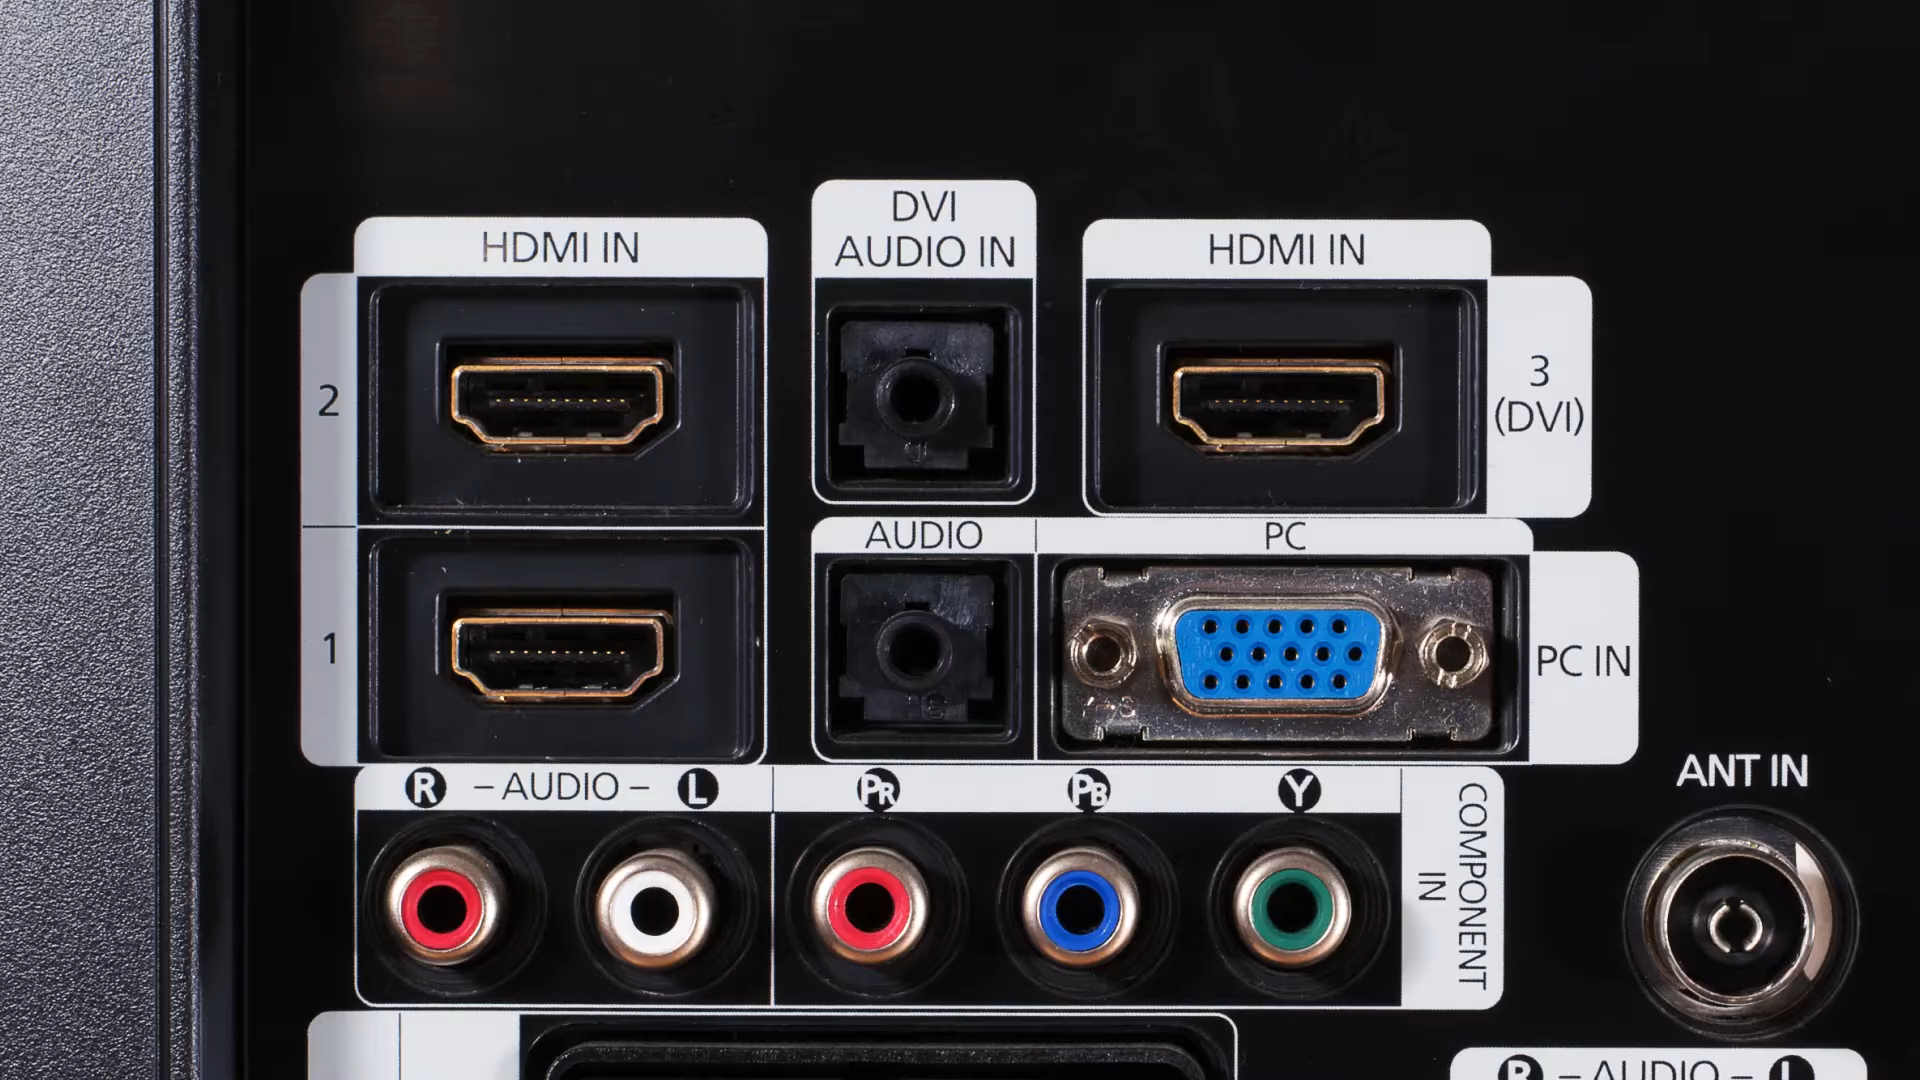 DVI
AUDIO IN
HDMI IN
HDMI IN
2
3
(DVI)
AUDIO
PC
1
PC IN
R – AUDIO – L
PR
PB
Y
COMPONENT
IN
ANT IN
R – AUDIO – L